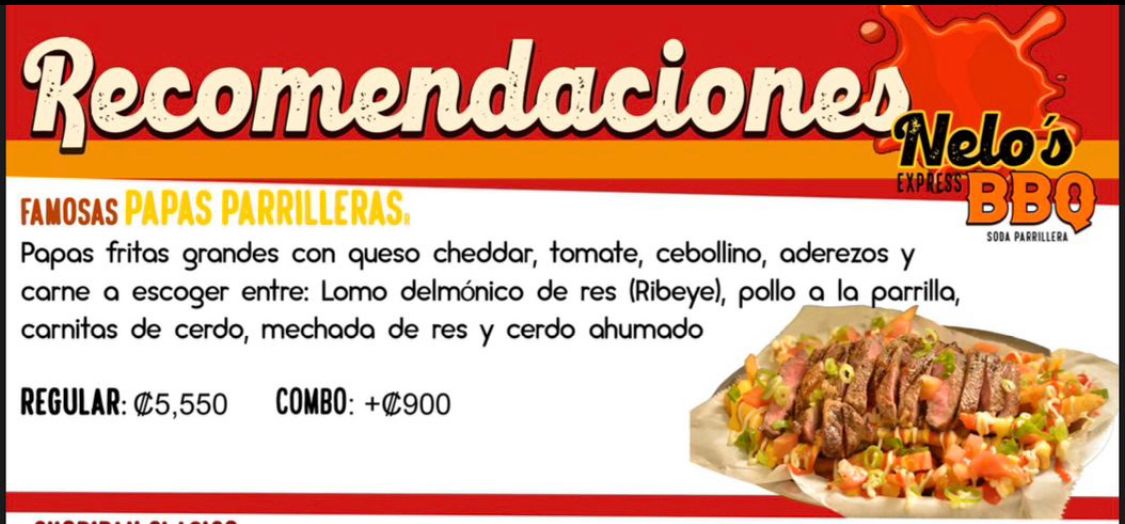 Recomendaciones
Nelo's
EXPRESS BBQ
SODA PARRILLERA
FAMOSAS PAPAS PARRILLERAS
Papas fritas grandes con queso cheddar, tomate, cebollino, aderezos y
carne a escoger entre: Lomo delmónico de res (Ribeye), pollo a la parrilla,
carnitas de cerdo, mechada de res y cerdo ahumado
REGULAR: ₡5,550 COMBO: +₡900